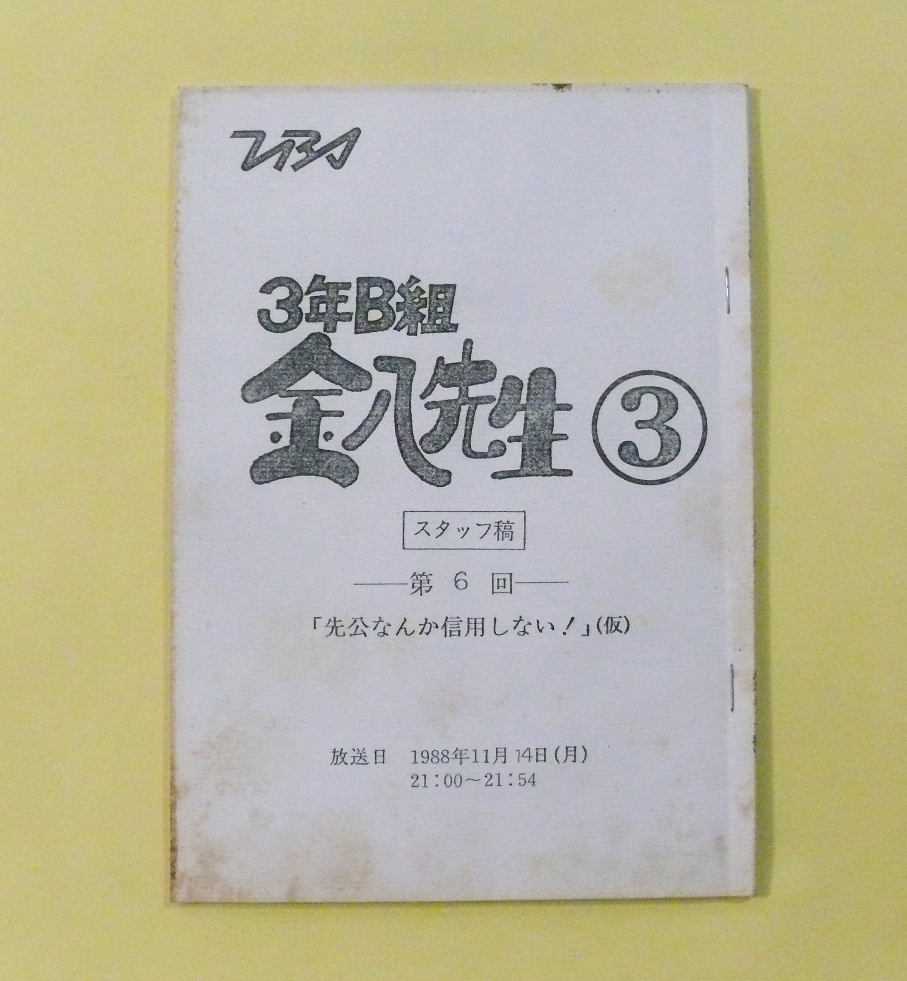 TBS
3年B組
金八先生 ③
スタッフ稿
―第 6 回―
「先公なんか信用しない！」(仮)
放送日 1988年11月14日(月)
21：00～21：54